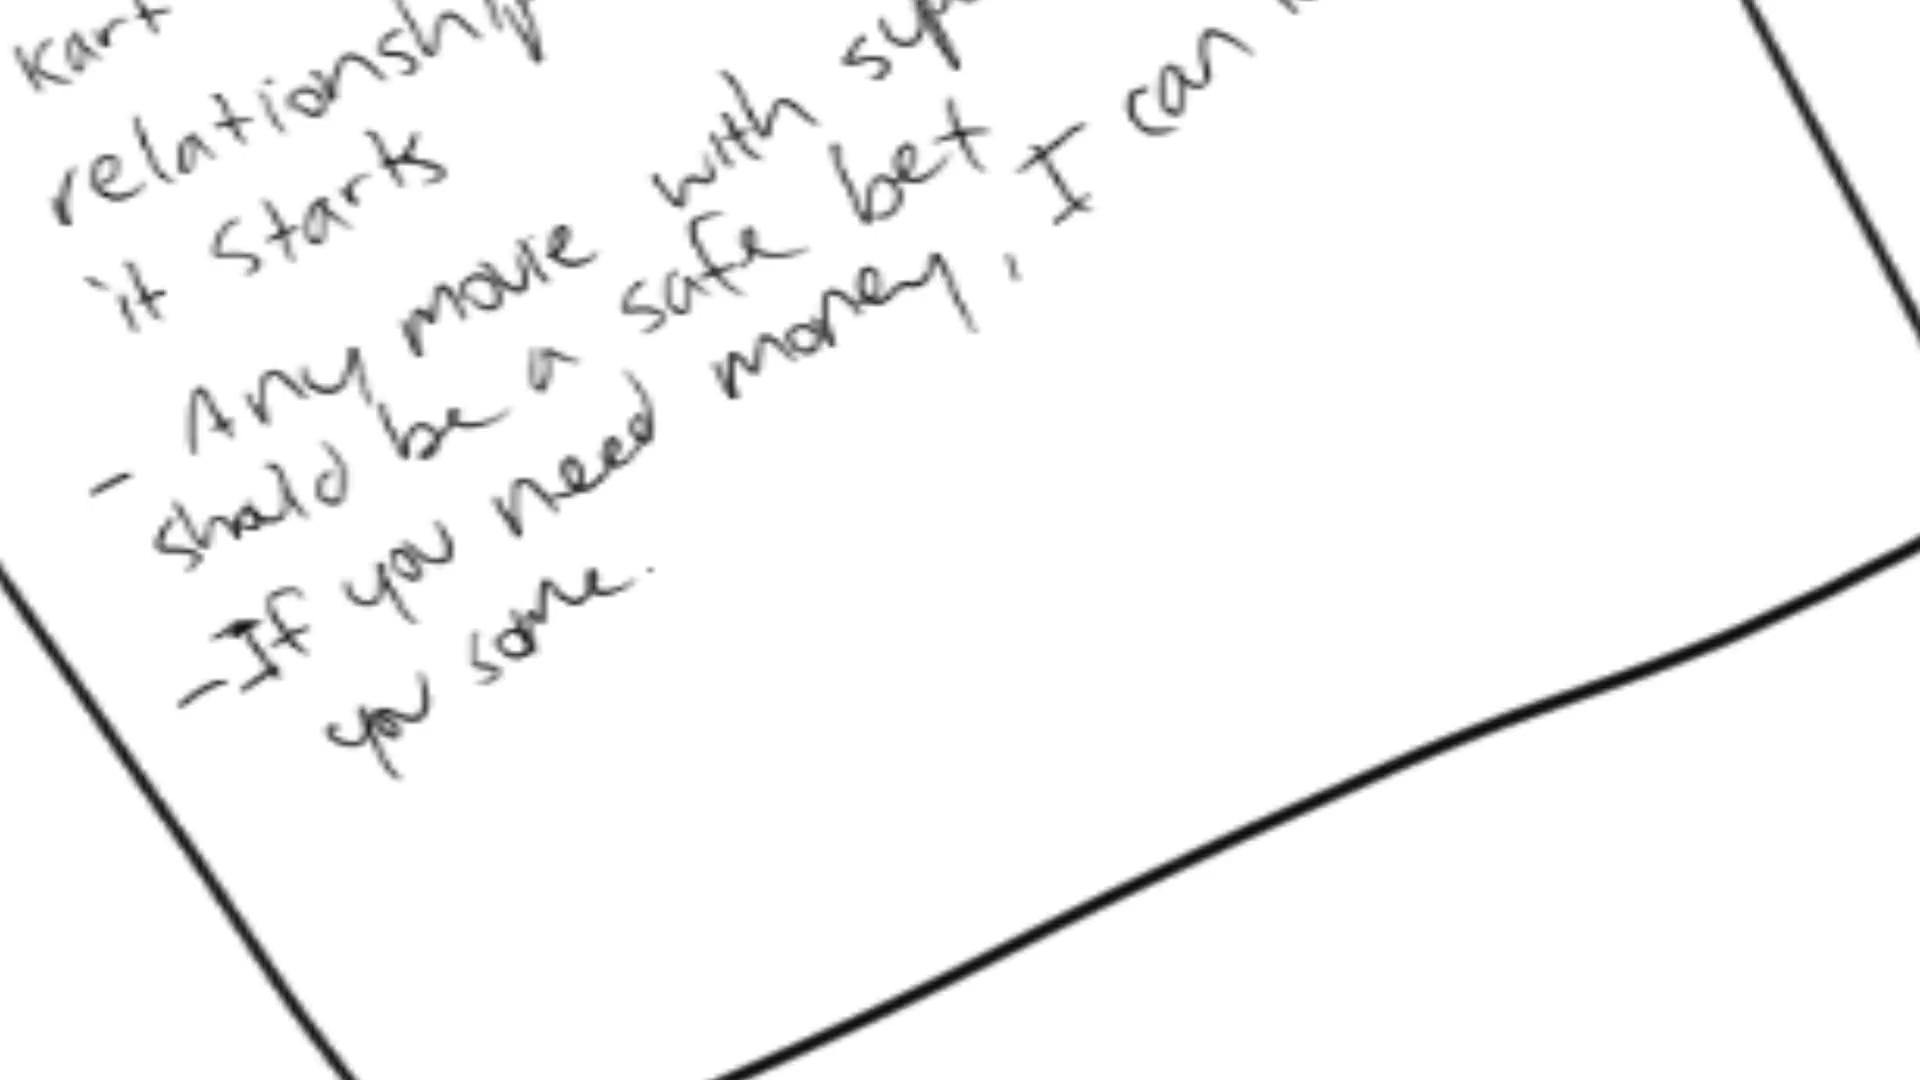 Kart
relationship
it starts
- Any movie with
should be a safe bet
- If you need money, I can
you some.